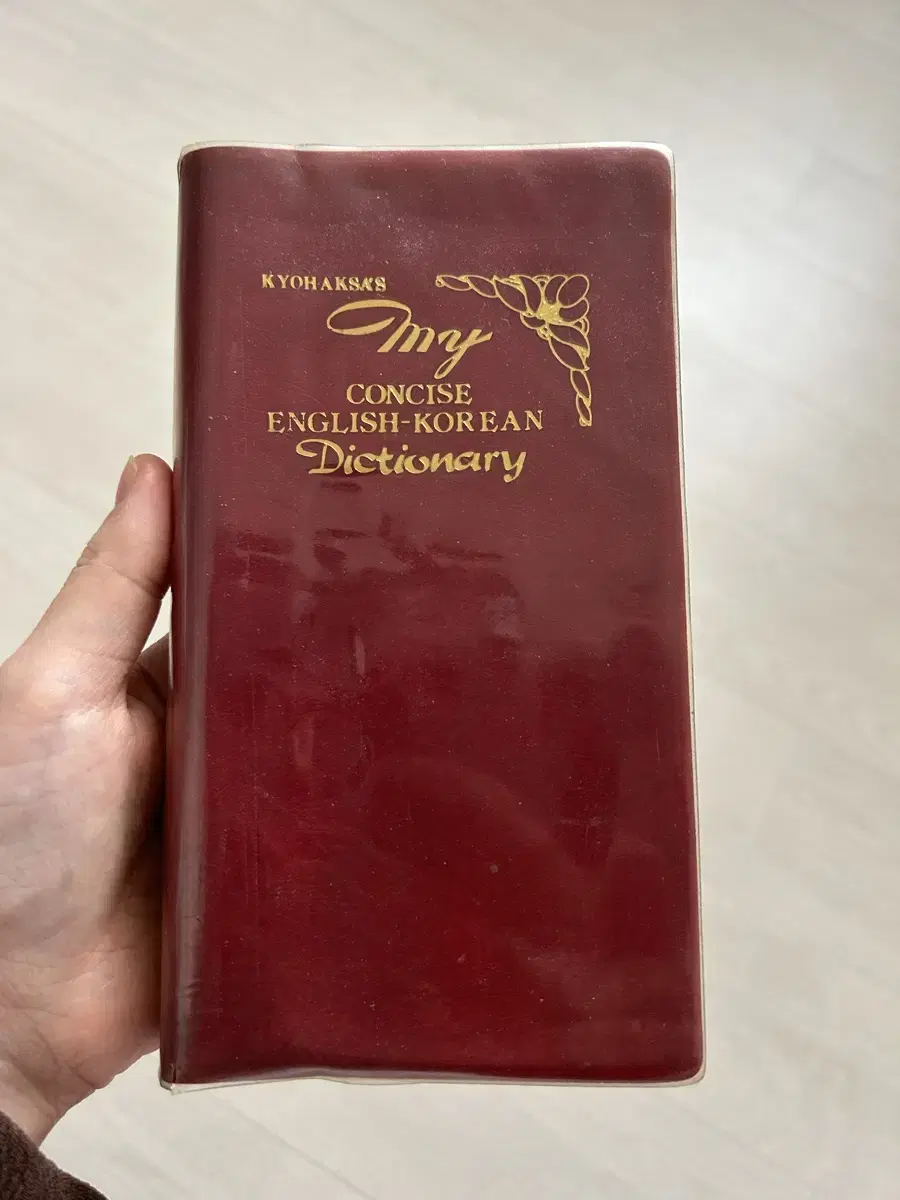 KYOHAKSA'S
My
CONCISE
ENGLISH-KOREAN
Dictionary